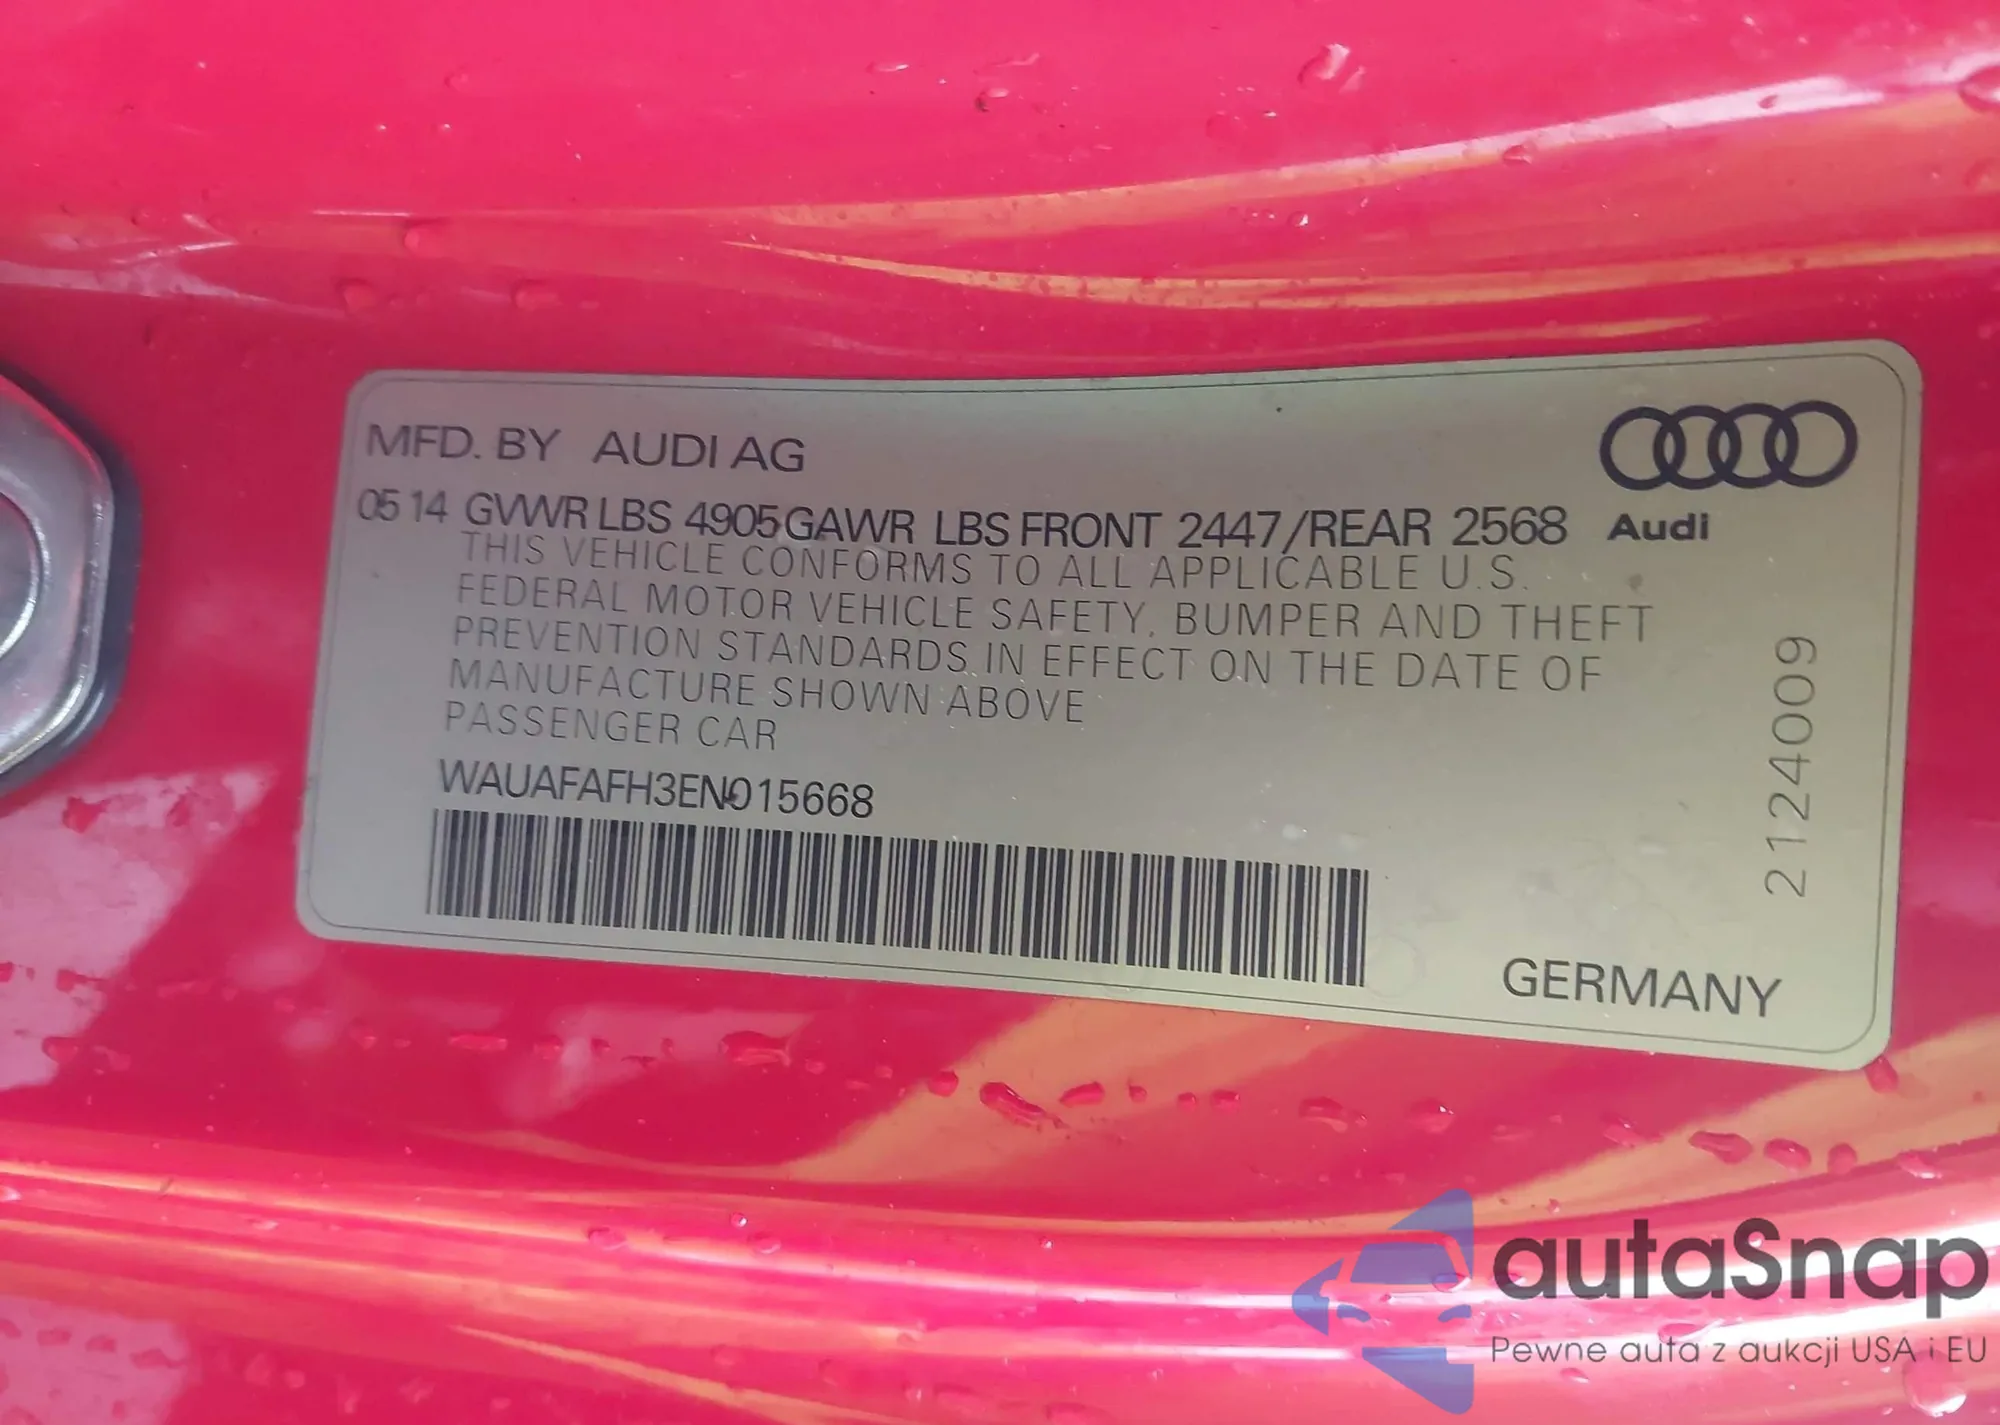 MFD. BY AUDI AG
05 14 GVWR LBS 4905 GAWR LBS FRONT 2447/REAR 2568 Audi
THIS VEHICLE CONFORMS TO ALL APPLICABLE U.S.
FEDERAL MOTOR VEHICLE SAFETY, BUMPER AND THEFT
PREVENTION STANDARDS IN EFFECT ON THE DATE OF
MANUFACTURE SHOWN ABOVE
PASSENGER CAR
WAUAFAFH3EN015668
2124009
GERMANY
autaSnap
Pewne auta z aukcji USA i EU